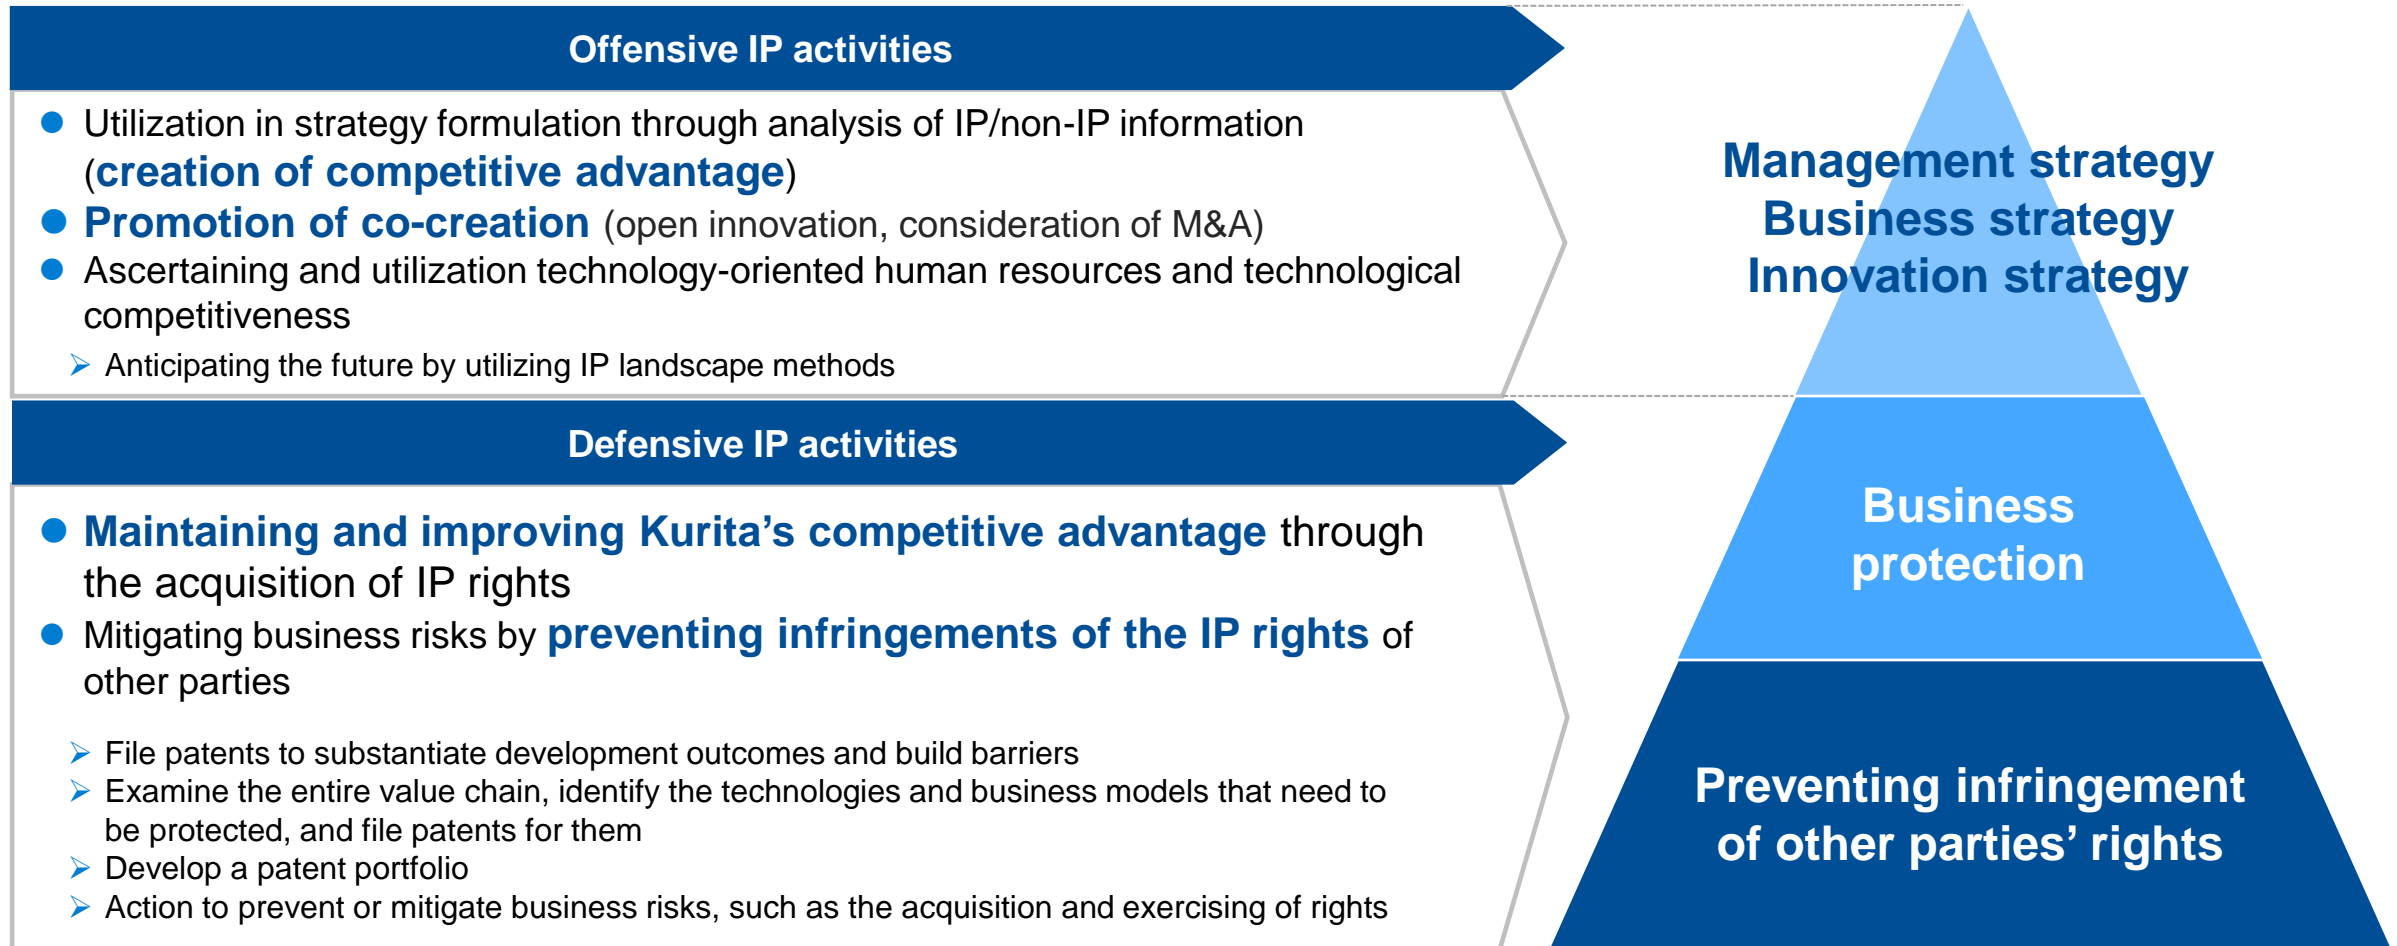 Offensive IP activities
Utilization in strategy formulation through analysis of IP/non-IP information
(creation of competitive advantage)
Promotion of co-creation (open innovation, consideration of M&A)
Ascertaining and utilization technology-oriented human resources and technological
competitiveness
Anticipating the future by utilizing IP landscape methods
Management strategy
Business strategy
Innovation strategy
Defensive IP activities
Maintaining and improving Kurita’s competitive advantage through
the acquisition of IP rights
Mitigating business risks by preventing infringements of the IP rights of
other parties
File patents to substantiate development outcomes and build barriers
Examine the entire value chain, identify the technologies and business models that need to
be protected, and file patents for them
Develop a patent portfolio
Action to prevent or mitigate business risks, such as the acquisition and exercising of rights
Business
protection
Preventing infringement
of other parties’ rights